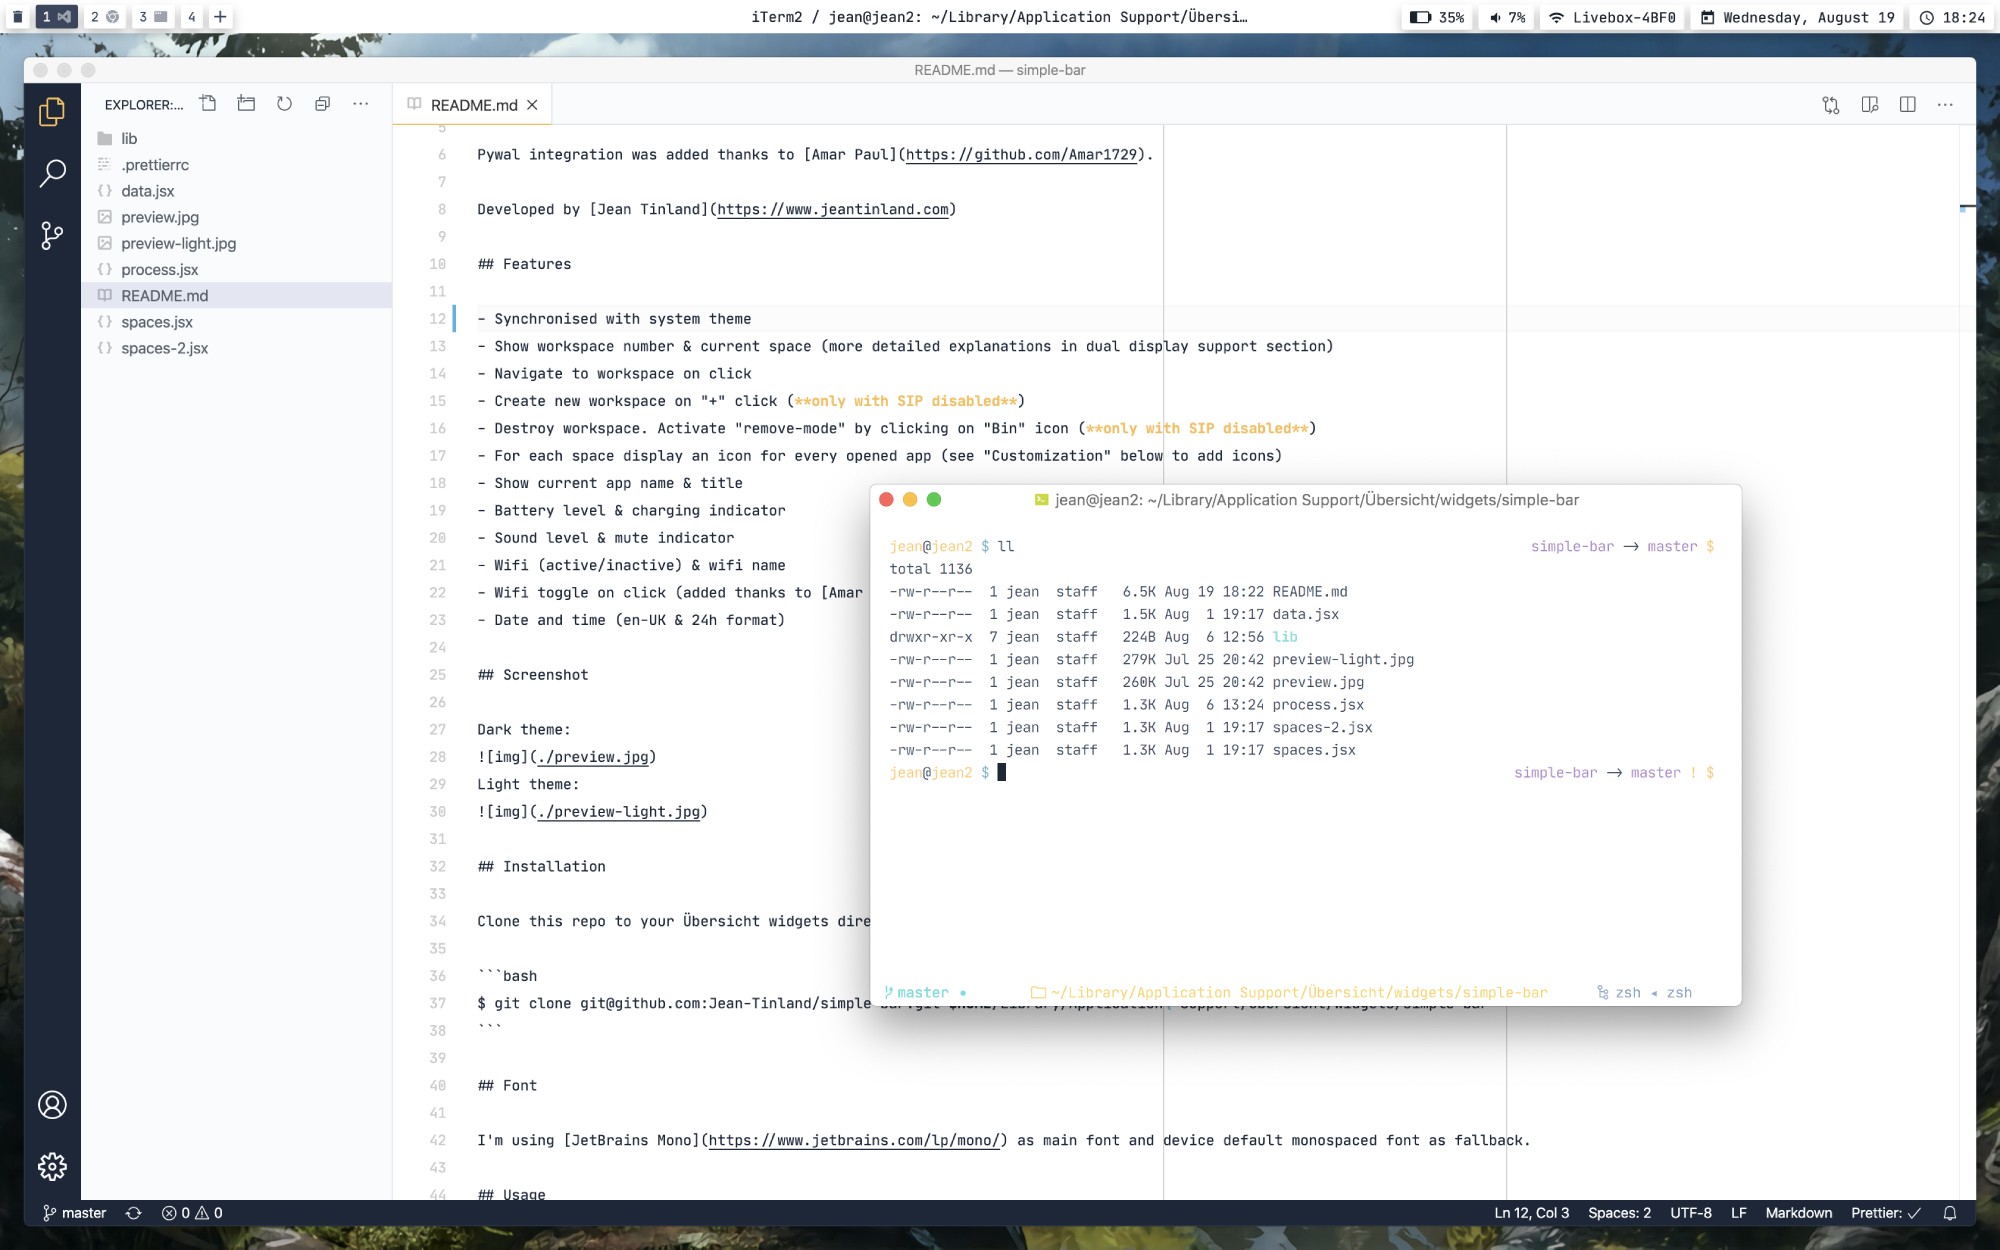 1 2 3 4 +
iTerm2 / jean@jean2: ~/Library/Application Support/Übersi…
35% 7% Livebox-4BF0 Wednesday, August 19 18:24
README.md — simple-bar
EXPLORER:...
lib
.prettierrc
data.jsx
preview.jpg
preview-light.jpg
process.jsx
README.md
spaces.jsx
spaces-2.jsx
README.md
5
6 Pywal integration was added thanks to [Amar Paul](https://github.com/Amar1729).
7
8 Developed by [Jean Tinland](https://www.jeantinland.com)
9
10 ## Features
11
12 - Synchronised with system theme
13 - Show workspace number & current space (more detailed explanations in dual display support section)
14 - Navigate to workspace on click
15 - Create new workspace on "+" click (**only with SIP disabled**)
16 - Destroy workspace. Activate "remove-mode" by clicking on "Bin" icon (**only with SIP disabled**)
17 - For each space display an icon for every opened app (see "Customization" below to add icons)
18 - Show current app name & title
19 - Battery level & charging indicator
20 - Sound level & mute indicator
21 - Wifi (active/inactive) & wifi name
22 - Wifi toggle on click (added thanks to [Amar
23 - Date and time (en-UK & 24h format)
24
25 ## Screenshot
26
27 Dark theme:
28 ![img](./preview.jpg)
29 Light theme:
30 ![img](./preview-light.jpg)
31
32 ## Installation
33
34 Clone this repo to your Übersicht widgets dire
35
36 ```bash
37 $ git clone git@github.com:Jean-Tinland/simple
38 ```
39
40 ## Font
41
42 I'm using [JetBrains Mono](https://www.jetbrains.com/lp/mono/) as main font and device default monospaced font as fallback.
43
44 ## Usage
jean@jean2: ~/Library/Application Support/Übersicht/widgets/simple-bar
jean@jean2 $ ll simple-bar → master $
total 1136
-rw-r--r-- 1 jean staff 6.5K Aug 19 18:22 README.md
-rw-r--r-- 1 jean staff 1.5K Aug 1 19:17 data.jsx
drwxr-xr-x 7 jean staff 224B Aug 6 12:56 lib
-rw-r--r-- 1 jean staff 279K Jul 25 20:42 preview-light.jpg
-rw-r--r-- 1 jean staff 260K Jul 25 20:42 preview.jpg
-rw-r--r-- 1 jean staff 1.3K Aug 6 13:24 process.jsx
-rw-r--r-- 1 jean staff 1.3K Aug 1 19:17 spaces-2.jsx
-rw-r--r-- 1 jean staff 1.3K Aug 1 19:17 spaces.jsx
jean@jean2 $ simple-bar → master ! $
master • ~/Library/Application Support/Übersicht/widgets/simple-bar zsh ◂ zsh
master 0 0 Ln 12, Col 3 Spaces: 2 UTF-8 LF Markdown Prettier: ✓